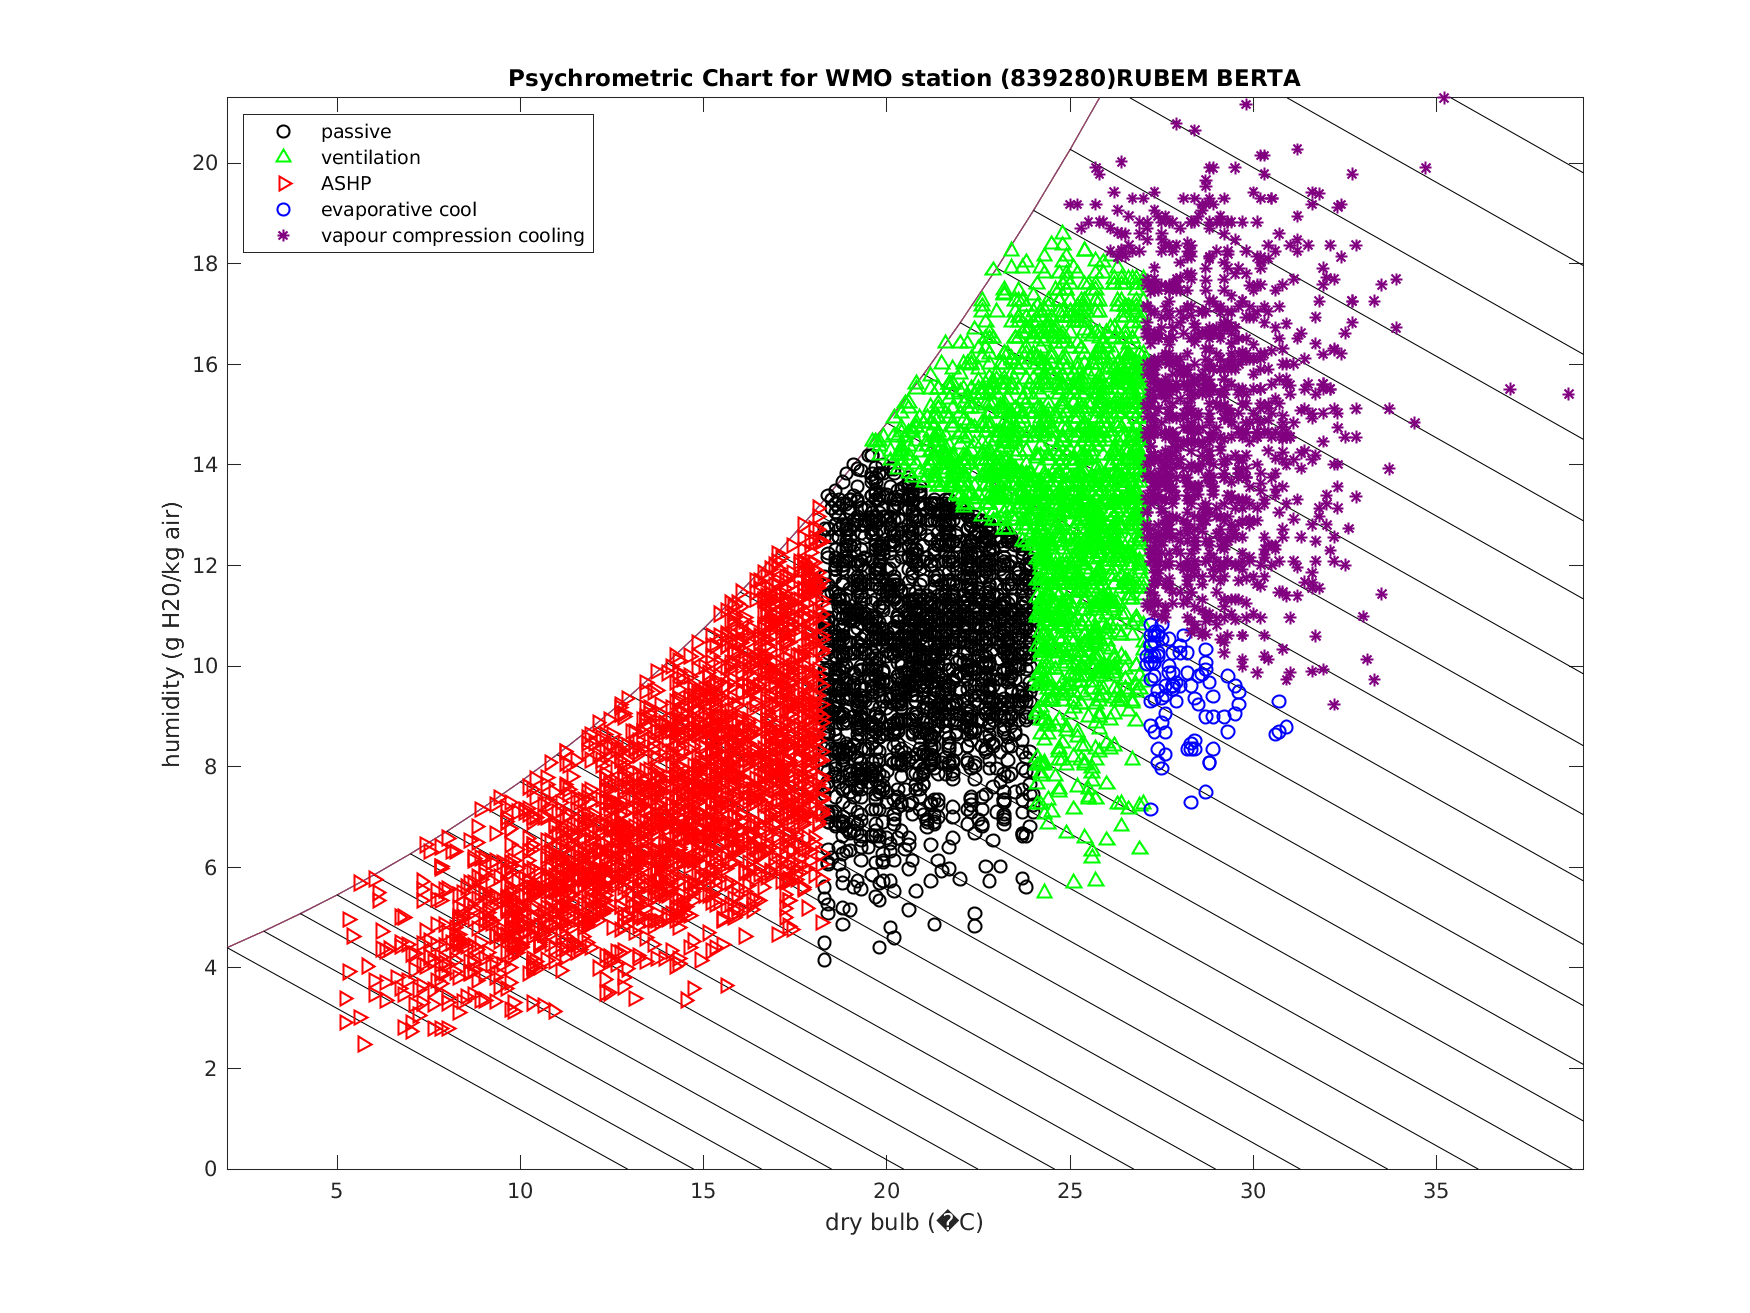 Psychrometric Chart for WMO station (839280)RUBEM BERTA
passive
ventilation
ASHP
evaporative cool
vapour compression cooling
humidity (g H20/kg air)
20
18
16
14
12
10
8
6
4
2
0
5 10 15 20 25 30 35
dry bulb (�C)